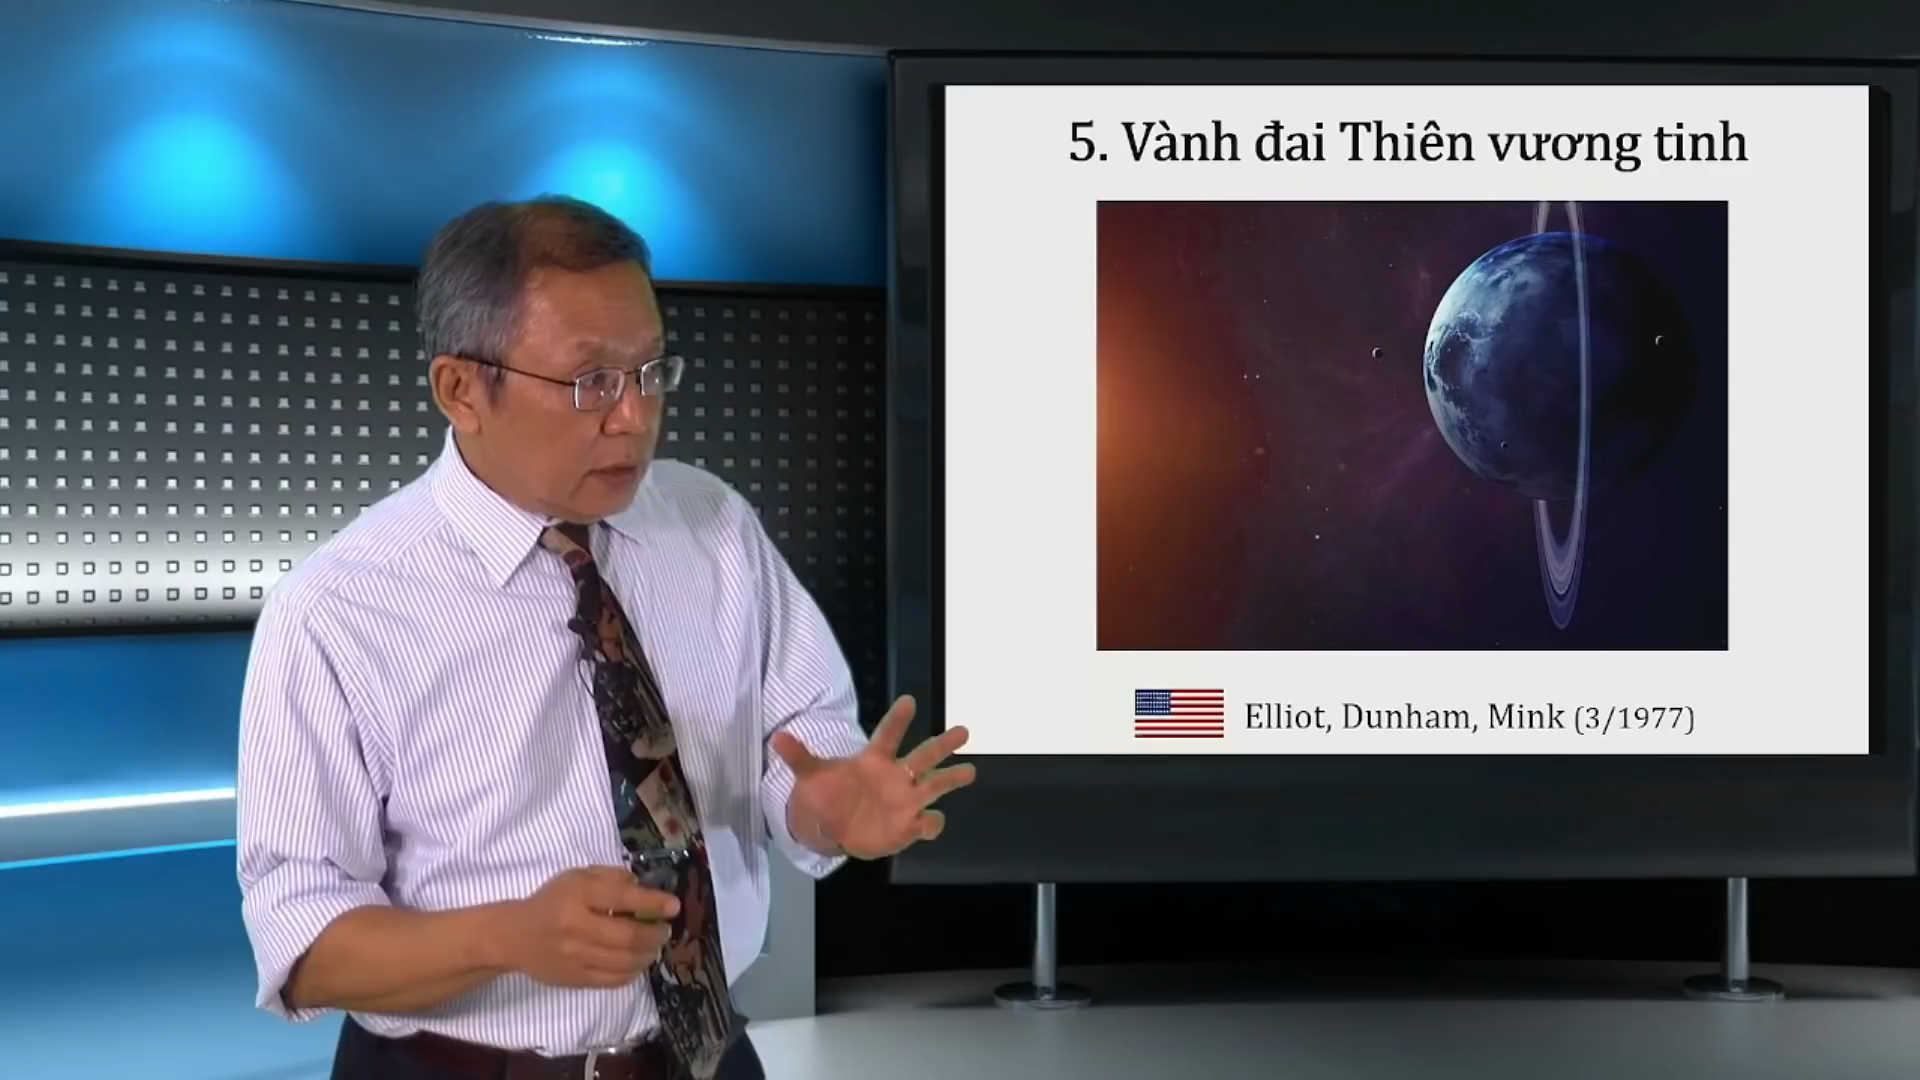 5. Vành đai Thiên vương tinh
Elliot, Dunham, Mink (3/1977)